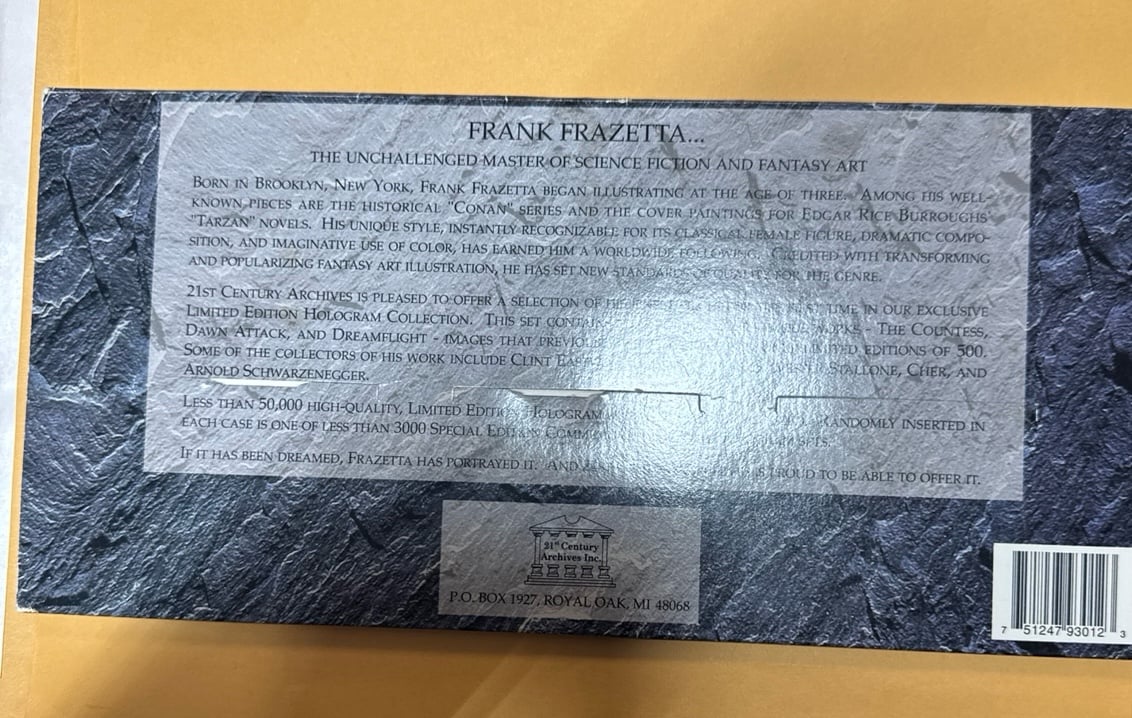 FRANK FRAZETTA...
THE UNCHALLENGED MASTER OF SCIENCE FICTION AND FANTASY ART
BORN IN BROOKLYN, NEW YORK, FRANK FRAZETTA BEGAN ILLUSTRATING AT THE AGE OF THREE. AMONG HIS WELL-
KNOWN PIECES ARE THE HISTORICAL "CONAN" SERIES AND THE COVER PAINTINGS FOR EDGAR RICE BURROUGHS
"TARZAN" NOVELS. HIS UNIQUE STYLE, INSTANTLY RECOGNIZABLE FOR ITS CLASSICAL FEMALE FIGURE, DRAMATIC COMPO-
SITION, AND IMAGINATIVE USE OF COLOR, HAS EARNED HIM A WORLDWIDE FOLLOWING. CREDITED WITH TRANSFORMING
AND POPULARIZING FANTASY ART ILLUSTRATION, HE HAS SET NEW STANDARDS OF QUALITY FOR THE GENRE.
21ST CENTURY ARCHIVES IS PLEASED TO OFFER A SELECTION OF TIME IN OUR EXCLUSIVE
LIMITED EDITION HOLOGRAM COLLECTION. THIS SET WORKS - THE COUNTESS,
DAWN ATTACK, AND DREAMFLIGHT - IMAGES THAT LIMITED EDITIONS OF 500.
SOME OF THE COLLECTORS OF HIS WORK INCLUDE CLINT STALLONE, CHER, AND
ARNOLD SCHWARZENEGGER.
LESS THAN 50,000 HIGH-QUALITY, LIMITED EDITION HOLOGRAM RANDOMLY INSERTED IN
EACH CASE IS ONE OF LESS THAN 3000 SPECIAL EDITION SETS.
IF IT HAS BEEN DREAMED, FRAZETTA HAS PORTRAYED IT. AND IS PROUD TO BE ABLE TO OFFER IT.
21st Century
Archives Inc.
P.O. BOX 1927, ROYAL OAK, MI 48068
7 51247 93012 3